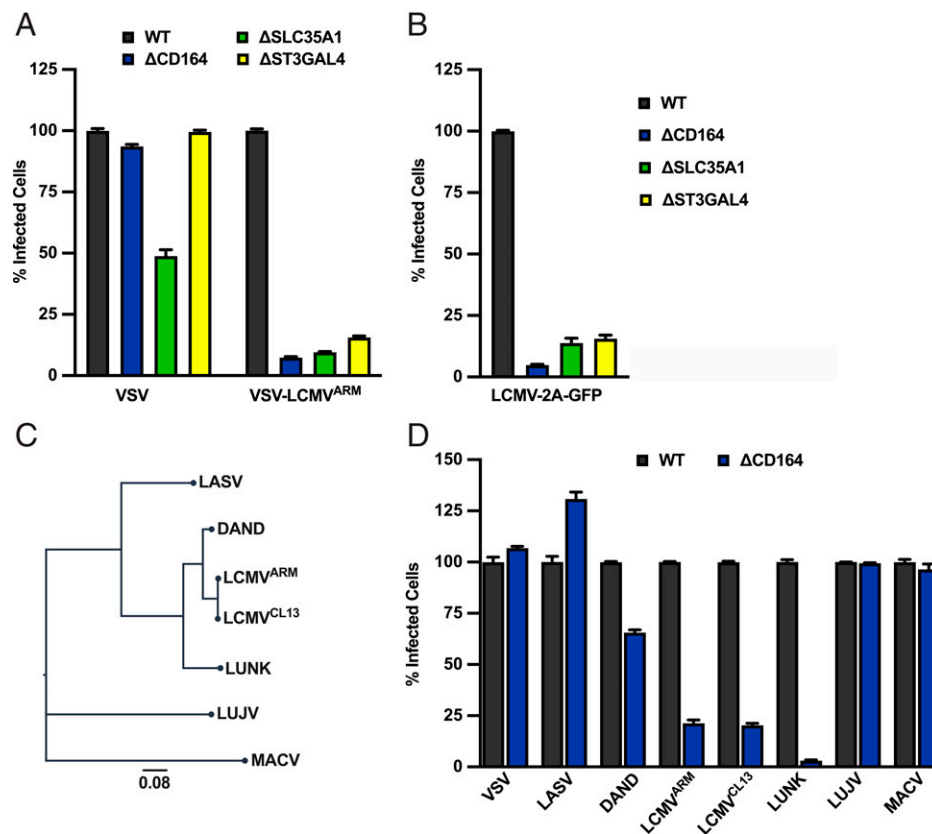 A
WT
ΔCD164
ΔSLC35A1
ΔST3GAL4
% Infected Cells
125
100
75
50
25
0
VSV
VSV-LCMVᴬᴿᴹ
B
WT
ΔCD164
ΔSLC35A1
ΔST3GAL4
% Infected Cells
125
100
75
50
25
0
LCMV-2A-GFP
C
LASV
DAND
LCMVᴬᴿᴹ
LCMVᶜᴸ¹³
LUNK
LUJV
MACV
0.08
D
WT
ΔCD164
% Infected Cells
150
125
100
75
50
25
0
VSV
LASV
DAND
LCMVᴬᴿᴹ
LCMVᶜᴸ¹³
LUNK
LUJV
MACV